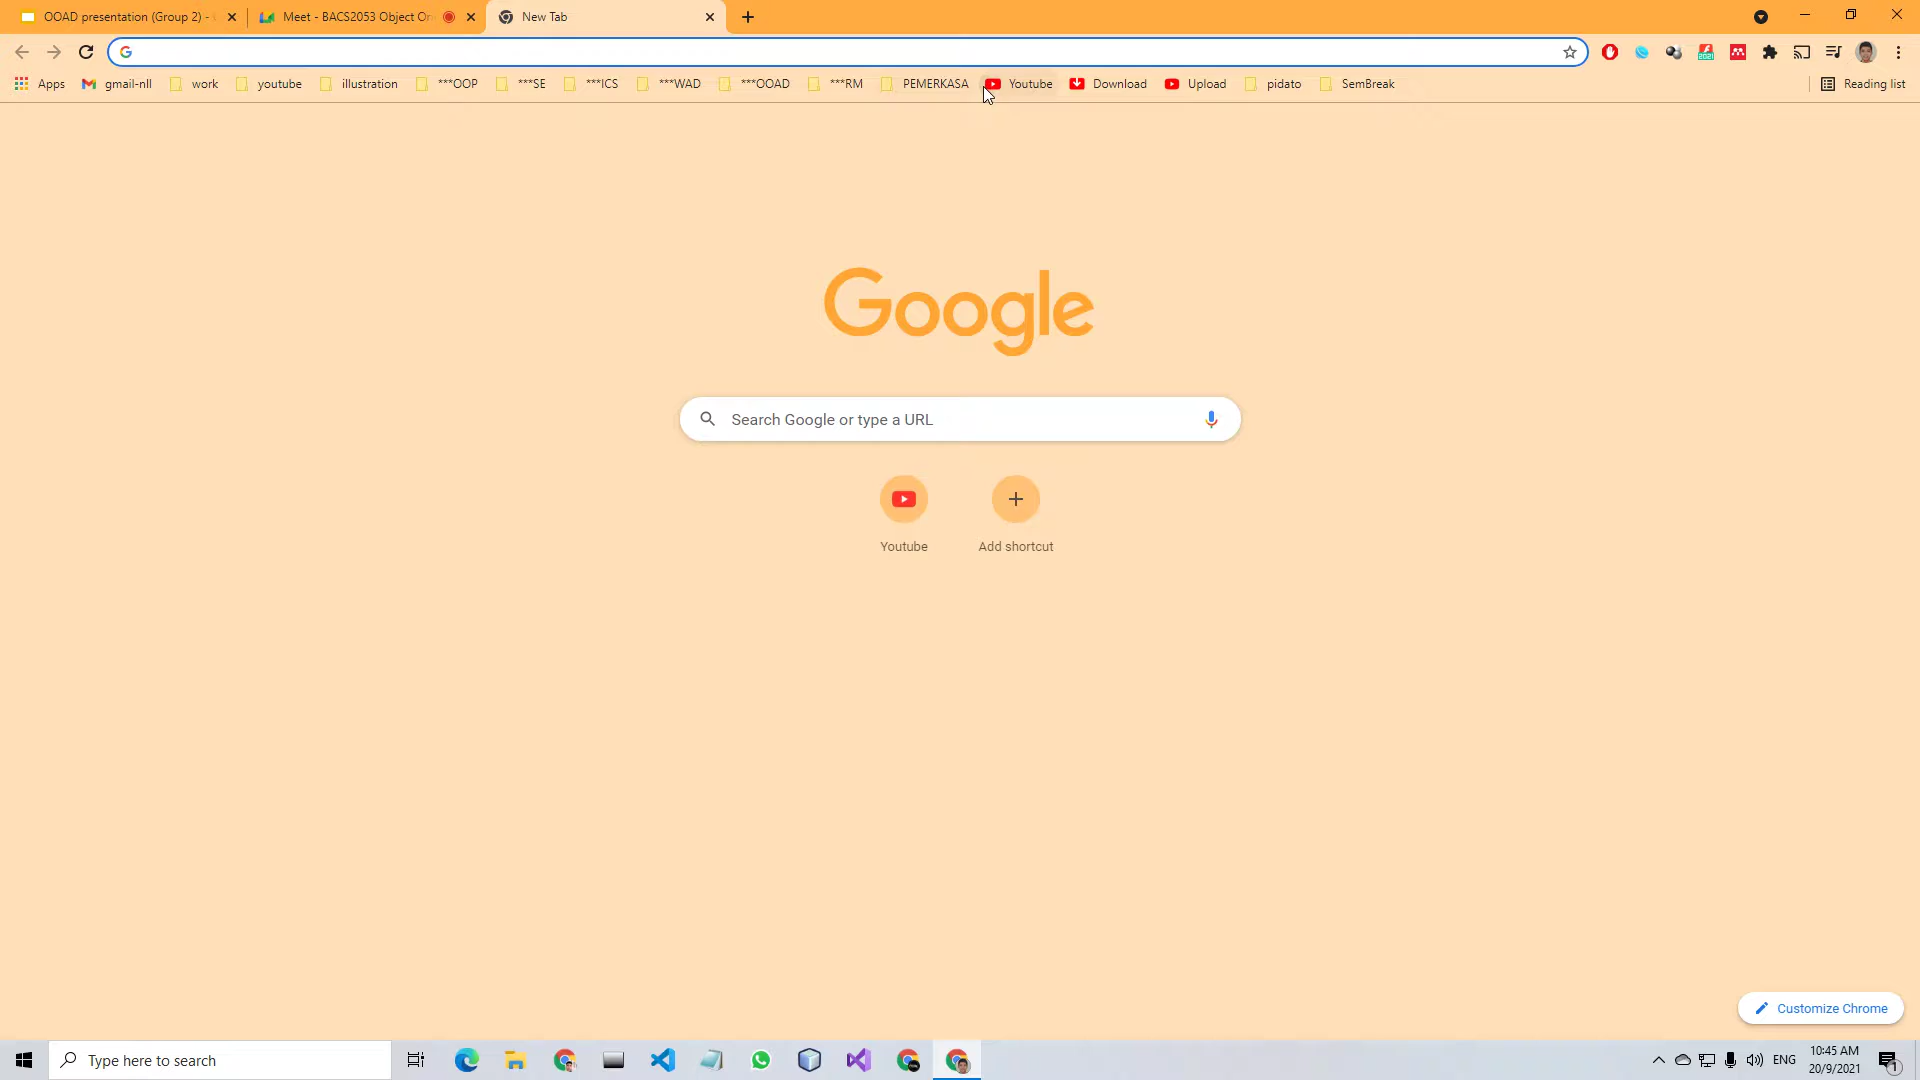 OOAD presentation (Group 2) -
Meet - BACS2053 Object Or
New Tab
Apps
gmail-nll
work
youtube
illustration
***OOP
***SE
***ICS
***WAD
***OOAD
***RM
PEMERKASA
Youtube
Download
Upload
pidato
SemBreak
Reading list
Google
Search Google or type a URL
Youtube
Add shortcut
Customize Chrome
Type here to search
ENG
10:45 AM
20/9/2021
1